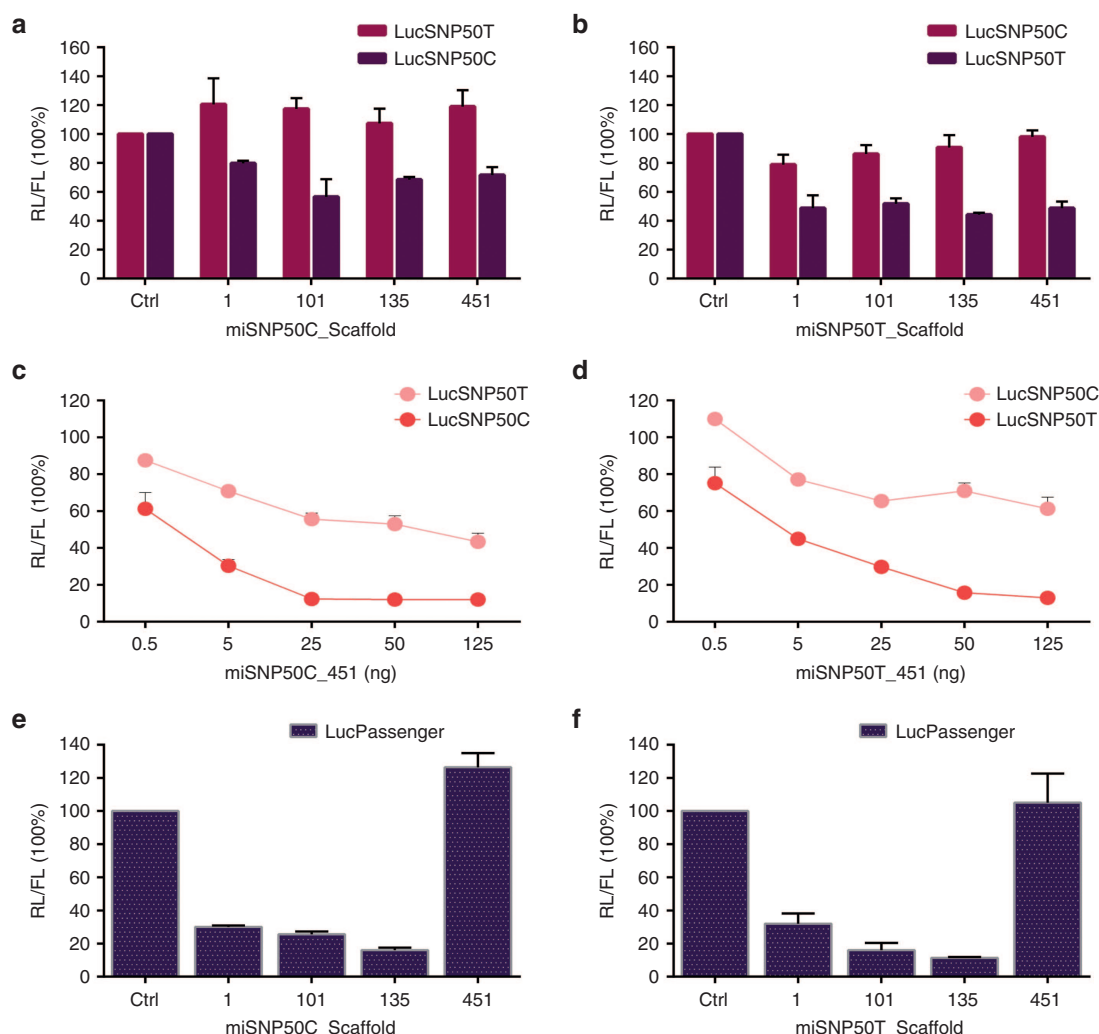 a
LucSNP50T
LucSNP50C
160
140
120
100
80
60
40
20
0
RL/FL (100%)
Ctrl 1 101 135 451
miSNP50C_Scaffold
b
LucSNP50C
LucSNP50T
160
140
120
100
80
60
40
20
0
RL/FL (100%)
Ctrl 1 101 135 451
miSNP50T_Scaffold
c
LucSNP50T
LucSNP50C
120
100
80
60
40
20
0
RL/FL (100%)
0.5 5 25 50 125
miSNP50C_451 (ng)
d
LucSNP50C
LucSNP50T
120
100
80
60
40
20
0
RL/FL (100%)
0.5 5 25 50 125
miSNP50T_451 (ng)
e
LucPassenger
140
120
100
80
60
40
20
0
RL/FL (100%)
Ctrl 1 101 135 451
miSNP50C_Scaffold
f
LucPassenger
140
120
100
80
60
40
20
0
RL/FL (100%)
Ctrl 1 101 135 451
miSNP50T_Scaffold